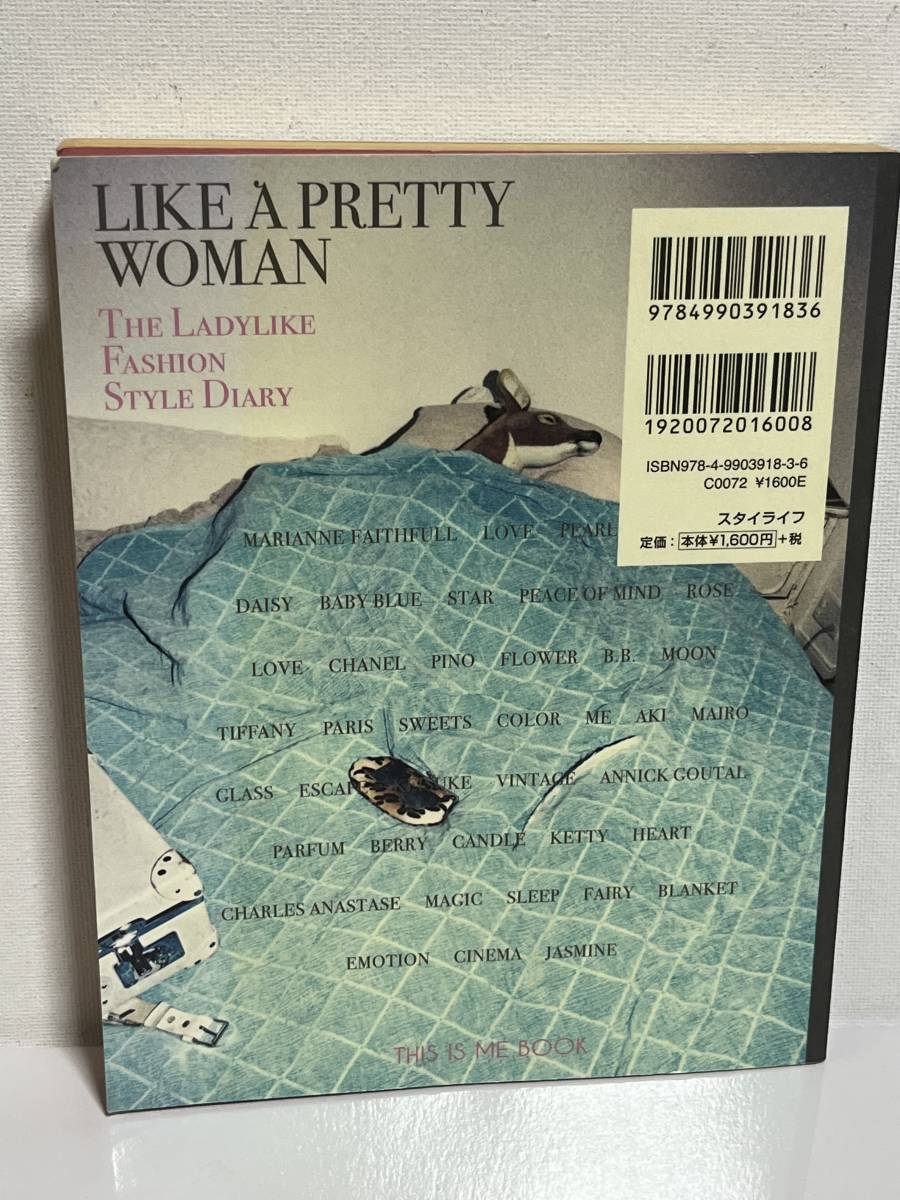 LIKE A PRETTY
WOMAN
THE LADYLIKE
FASHION
STYLE DIARY
9784990391836
1920072016008
ISBN978-4-9903918-3-6
C0072 ¥1600E
スタイライフ
定価:本体¥1,600円+税
MARIANNE FAITHFULL LOVE PEARL
DAISY BABY BLUE STAR PEACE OF MIND ROSE
LOVE CHANEL PINO FLOWER B.B. MOON
TIFFANY PARIS SWEETS COLOR ME AKI MAIRO
GLASS VINTAGE ANNICK GOUTAL
PARFUM BERRY CANDLE KETTY HEART
CHARLES ANASTASE MAGIC SLEEP FAIRY BLANKET
EMOTION CINEMA JASMINE
THIS IS ME BOOK